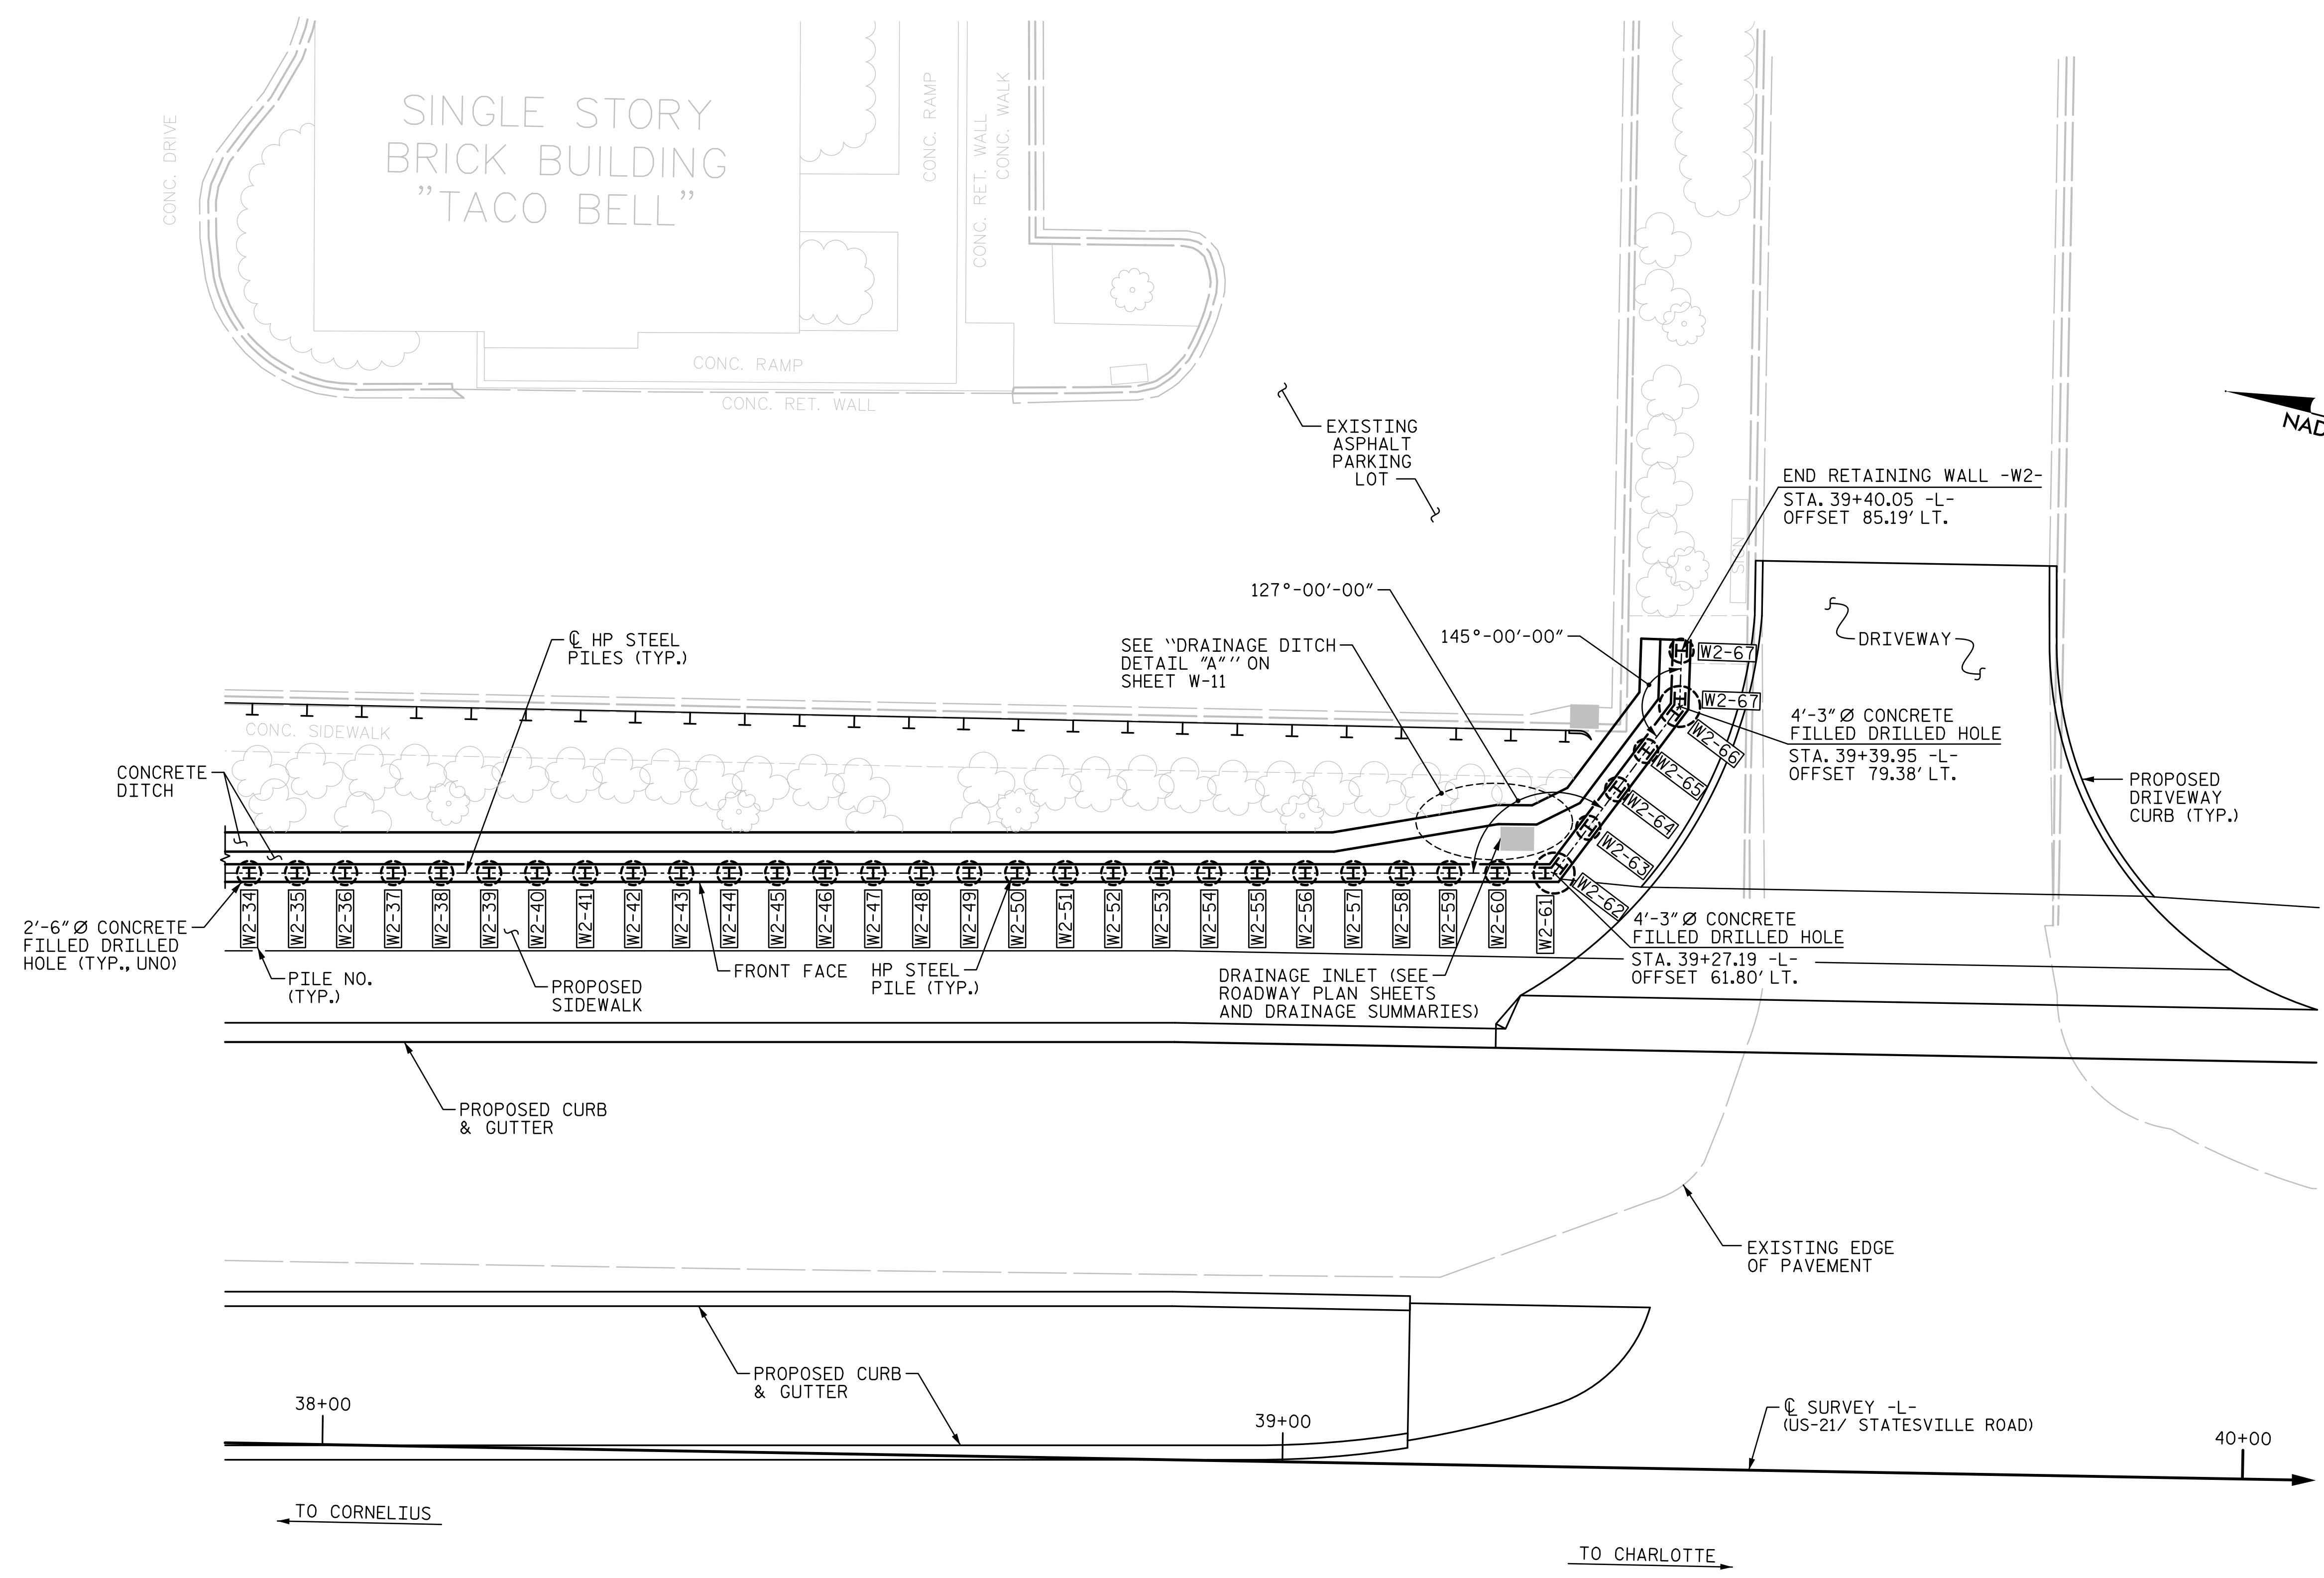 SINGLE STORY
BRICK BUILDING
"TACO BELL"
CONC. DRIVE
CONC. RAMP
CONC. RET. WALL
CONC. WALK
CONC. RAMP
CONC. RET. WALL
EXISTING
ASPHALT
PARKING
LOT
NAD
END RETAINING WALL -W2-
STA. 39+40.05 -L-
OFFSET 85.19' LT.
SIGN
127°-00'-00"
145°-00'-00"
SEE "DRAINAGE DITCH
DETAIL "A"" ON
SHEET W-11
℄ HP STEEL
PILES (TYP.)
DRIVEWAY
W2-67
W2-67
W2-66
W2-65
W2-64
W2-63
W2-62
4'-3" Ø CONCRETE
FILLED DRILLED HOLE
STA. 39+39.95 -L-
OFFSET 79.38' LT.
PROPOSED
DRIVEWAY
CURB (TYP.)
CONC. SIDEWALK
CONCRETE
DITCH
2'-6" Ø CONCRETE
FILLED DRILLED
HOLE (TYP., UNO)
W2-34
W2-35
W2-36
W2-37
W2-38
W2-39
W2-40
W2-41
W2-42
W2-43
W2-44
W2-45
W2-46
W2-47
W2-48
W2-49
W2-50
W2-51
W2-52
W2-53
W2-54
W2-55
W2-56
W2-57
W2-58
W2-59
W2-60
W2-61
4'-3" Ø CONCRETE
FILLED DRILLED HOLE
STA. 39+27.19 -L-
OFFSET 61.80' LT.
PILE NO.
(TYP.)
PROPOSED
SIDEWALK
FRONT FACE
HP STEEL
PILE (TYP.)
DRAINAGE INLET (SEE
ROADWAY PLAN SHEETS
AND DRAINAGE SUMMARIES)
PROPOSED CURB
& GUTTER
EXISTING EDGE
OF PAVEMENT
PROPOSED CURB
& GUTTER
38+00
39+00
℄ SURVEY -L-
(US-21/ STATESVILLE ROAD)
40+00
TO CORNELIUS
TO CHARLOTTE